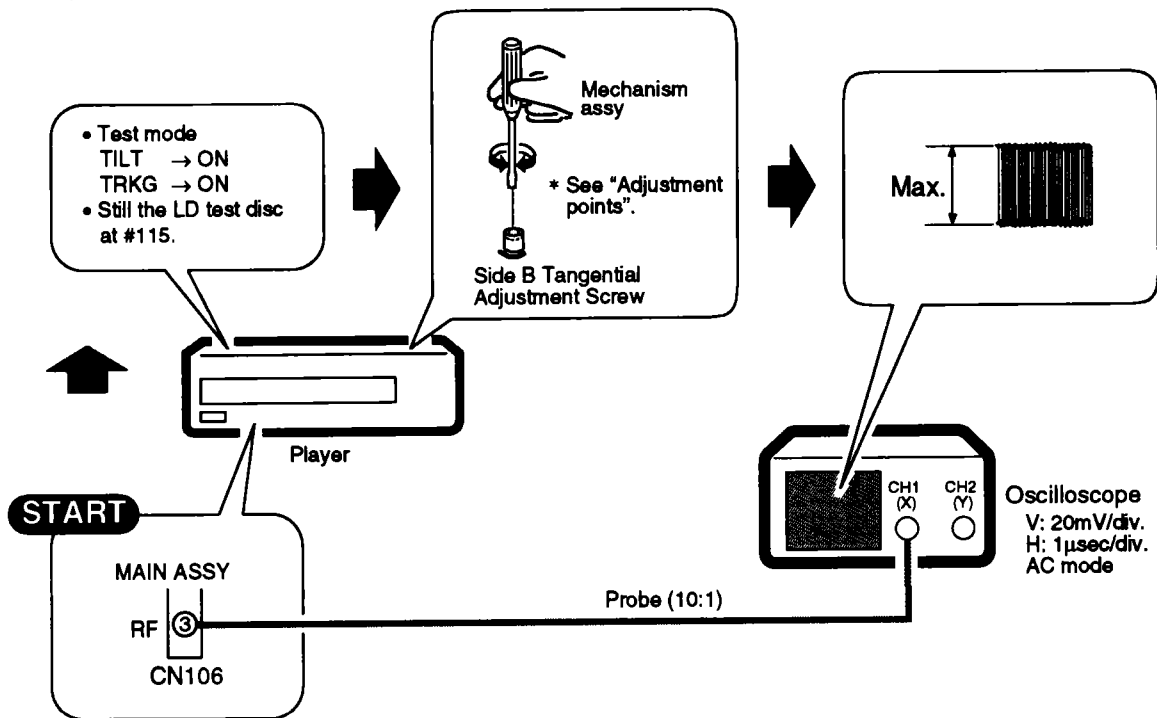 • Test mode
TILT → ON
TRKG → ON
• Still the LD test disc
at #115.
Mechanism
assy
* See “Adjustment
points”.
Side B Tangential
Adjustment Screw
Max.
Player
START
MAIN ASSY
RF ③
CN106
Probe (10:1)
CH1
(X)
CH2
(Y)
Oscilloscope
V: 20mV/div.
H: 1µsec/div.
AC mode